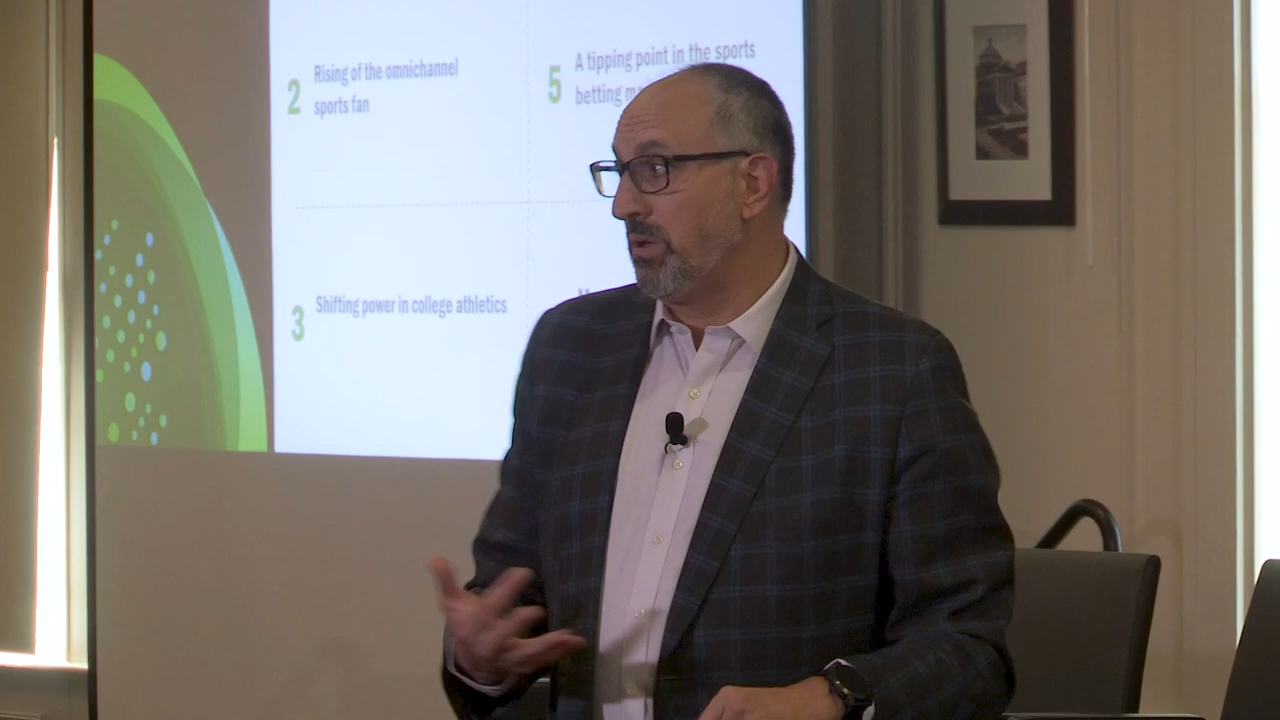 2
Rising of the omnichannel
sports fan
5
A tipping point in the sports
betting
3
Shifting power in college athletics